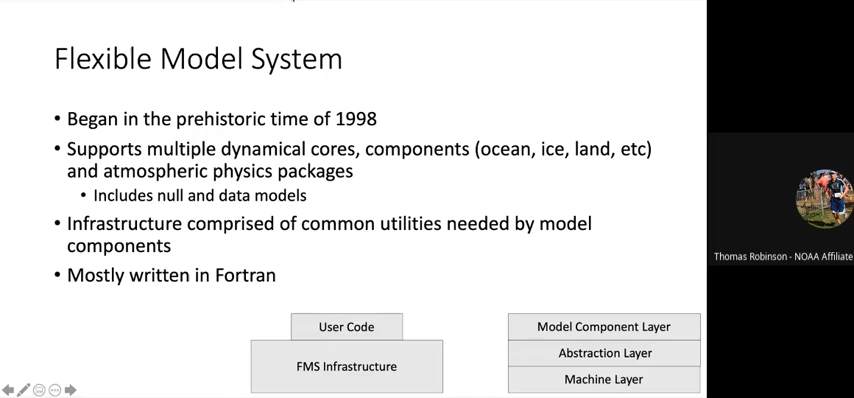 Flexible Model System
• Began in the prehistoric time of 1998
• Supports multiple dynamical cores, components (ocean, ice, land, etc)
and atmospheric physics packages
• Includes null and data models
• Infrastructure comprised of common utilities needed by model
components
• Mostly written in Fortran
User Code
FMS Infrastructure
Model Component Layer
Abstraction Layer
Machine Layer
Thomas Robinson - NOAA Affiliate